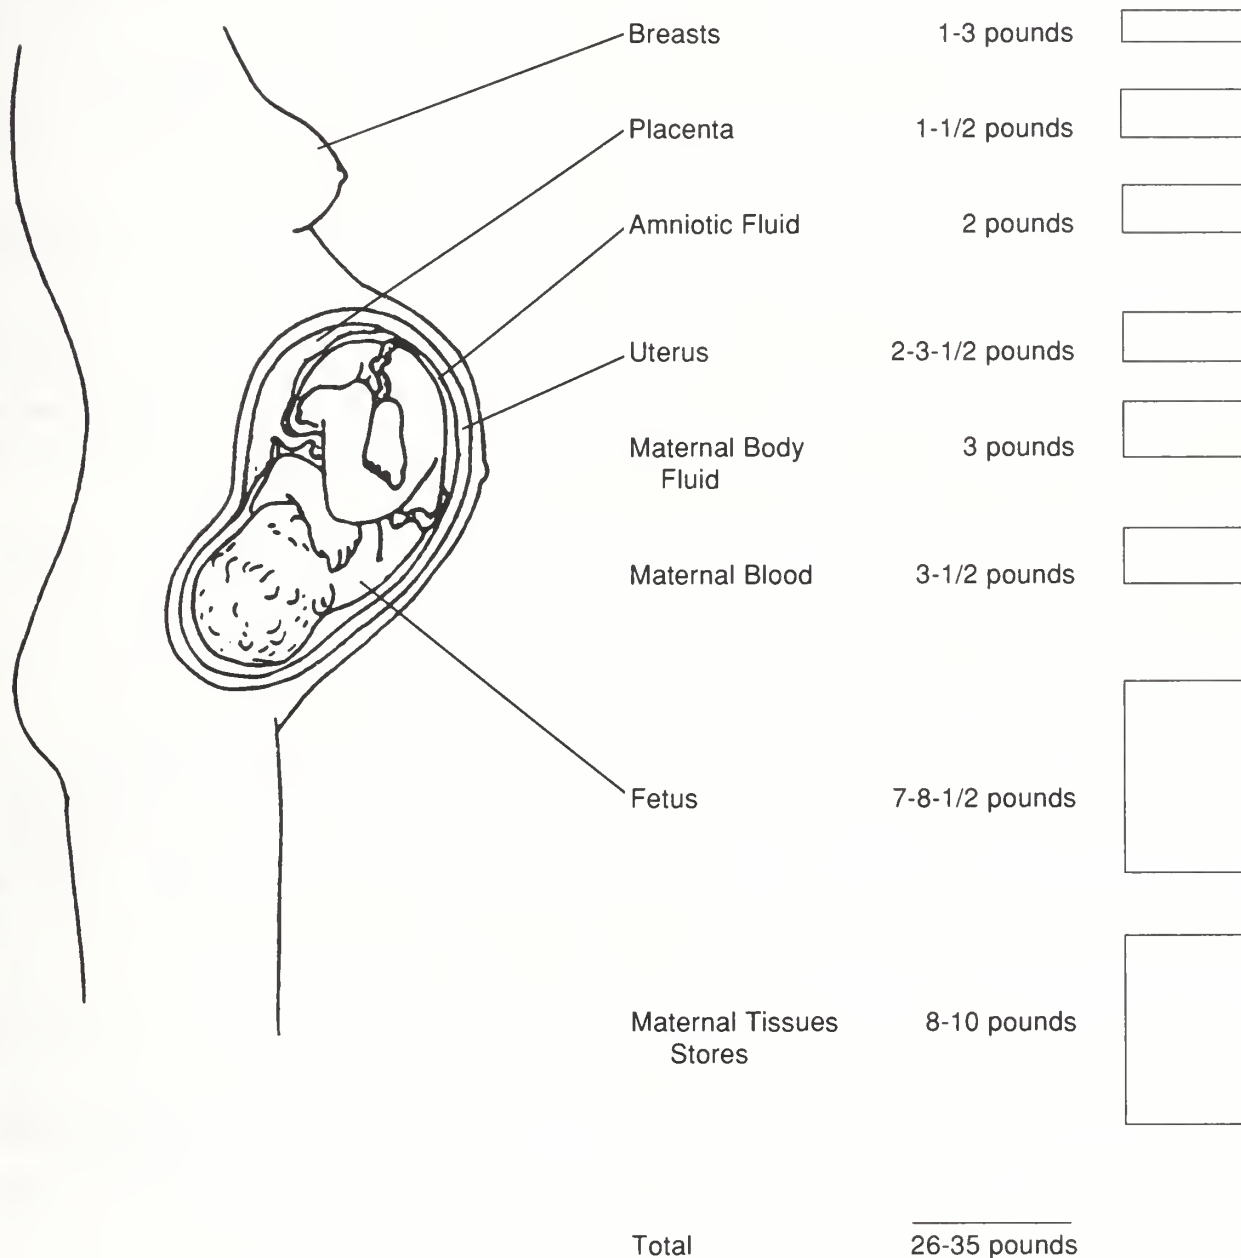 Breasts 1-3 pounds
Placenta 1-1/2 pounds
Amniotic Fluid 2 pounds
Uterus 2-3-1/2 pounds
Maternal Body 3 pounds
Fluid
Maternal Blood 3-1/2 pounds
Fetus 7-8-1/2 pounds
Maternal Tissues 8-10 pounds
Stores
Total 26-35 pounds